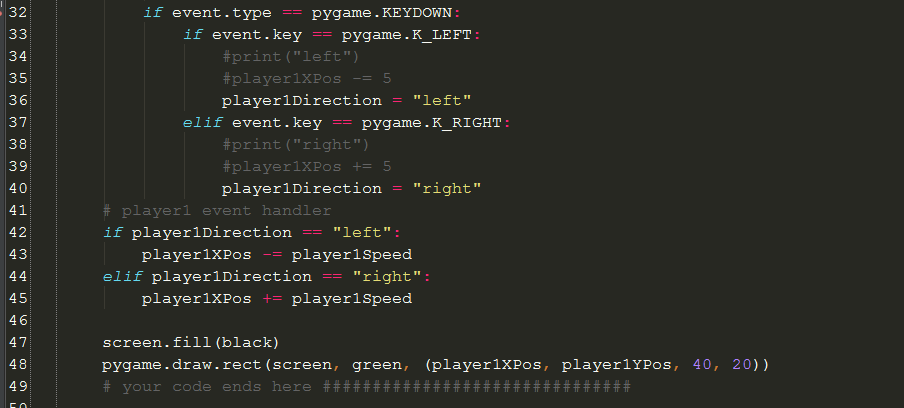 32 if event.type == pygame.KEYDOWN:
33 if event.key == pygame.K_LEFT:
34 #print("left")
35 #player1XPos -= 5
36 player1Direction = "left"
37 elif event.key == pygame.K_RIGHT:
38 #print("right")
39 #player1XPos += 5
40 player1Direction = "right"
41 # player1 event handler
42 if player1Direction == "left":
43 player1XPos -= player1Speed
44 elif player1Direction == "right":
45 player1XPos += player1Speed
46
47 screen.fill(black)
48 pygame.draw.rect(screen, green, (player1XPos, player1YPos, 40, 20))
49 # your code ends here ###############################
50